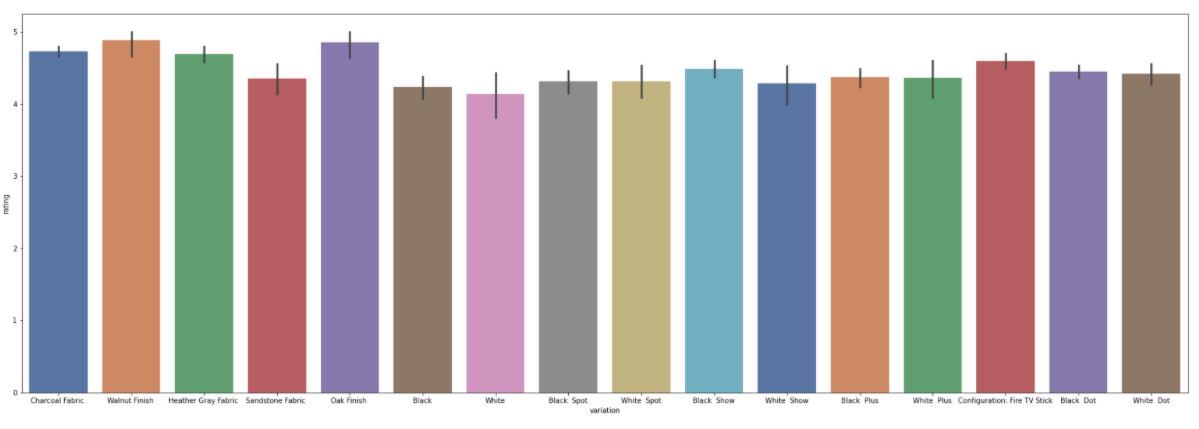 5
4
3
2
1
0
rating
Charcoal Fabric Walnut Finish Heather Gray Fabric Sandstone Fabric Oak Finish Black White Black Spot White Spot Black Show White Show Black Plus White Plus Configuration: Fire TV Stick Black Dot White Dot
variation